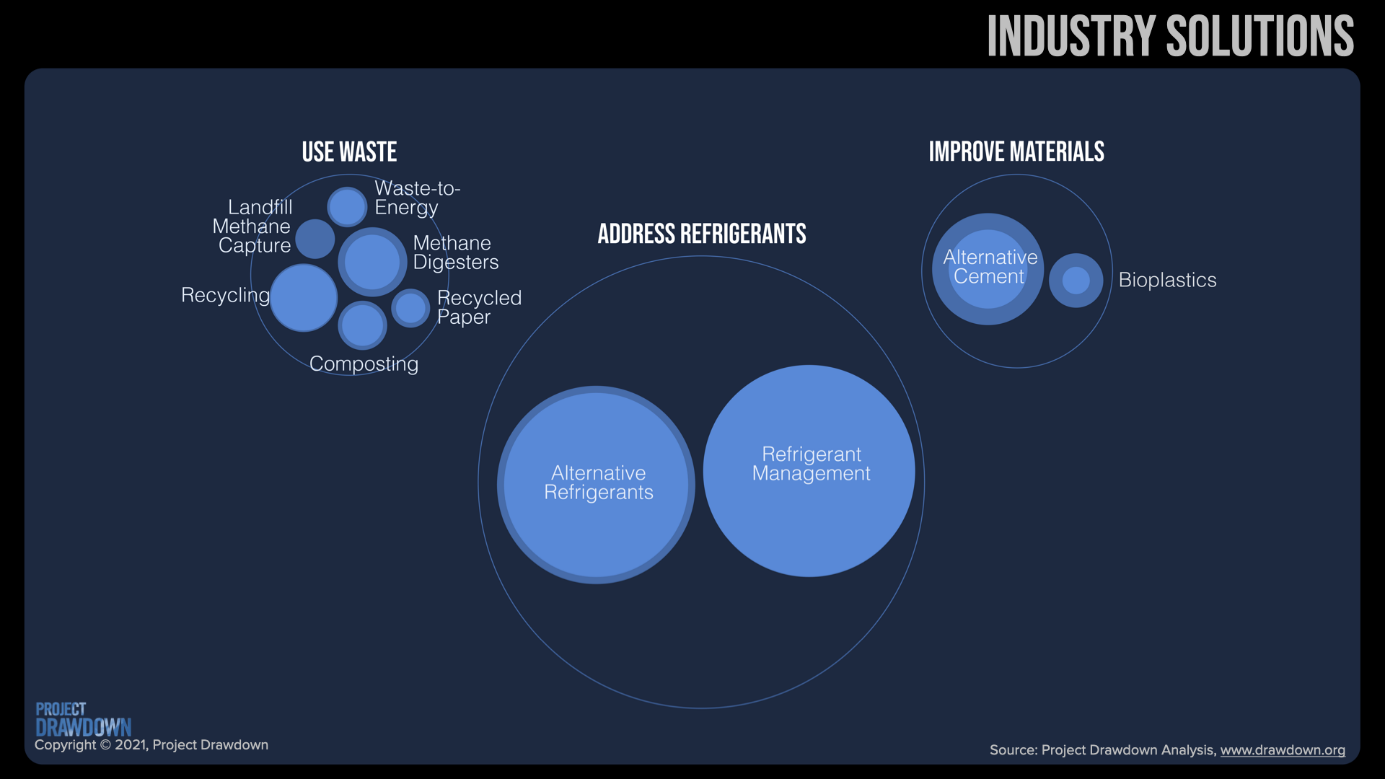 INDUSTRY SOLUTIONS
USE WASTE
Waste-to-
Energy
Landfill
Methane
Capture
Methane
Digesters
Recycling
Recycled
Paper
Composting
ADDRESS REFRIGERANTS
Alternative
Refrigerants
Refrigerant
Management
IMPROVE MATERIALS
Alternative
Cement
Bioplastics
PROJECT
DRAWDOWN
Copyright © 2021, Project Drawdown
Source: Project Drawdown Analysis, www.drawdown.org